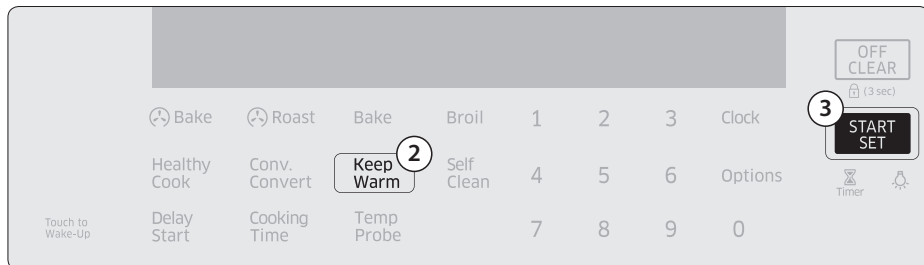 OFF
CLEAR
(3 sec)
Bake
Roast
Bake
Broil
1
2
3
Clock
3
START
SET
Healthy
Cook
Conv.
Convert
Keep
Warm
2
Self
Clean
4
5
6
Options
Timer
Touch to
Wake-Up
Delay
Start
Cooking
Time
Temp
Probe
7
8
9
0